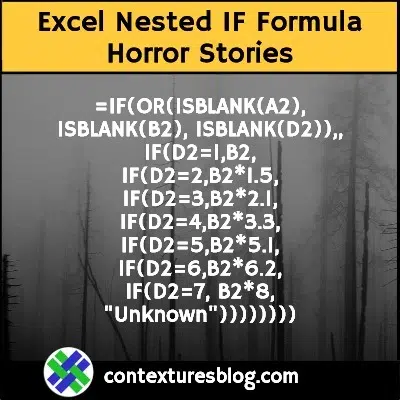 Excel Nested IF Formula
Horror Stories
=IF(OR(ISBLANK(A2),
ISBLANK(B2), ISBLANK(D2)),,
IF(D2=1,B2,
IF(D2=2,B2*1.5,
IF(D2=3,B2*2.1,
IF(D2=4,B2*3.3,
IF(D2=5,B2*5.1,
IF(D2=6,B2*6.2,
IF(D2=7, B2*8,
"Unknown"))))))))
contexturesblog.com